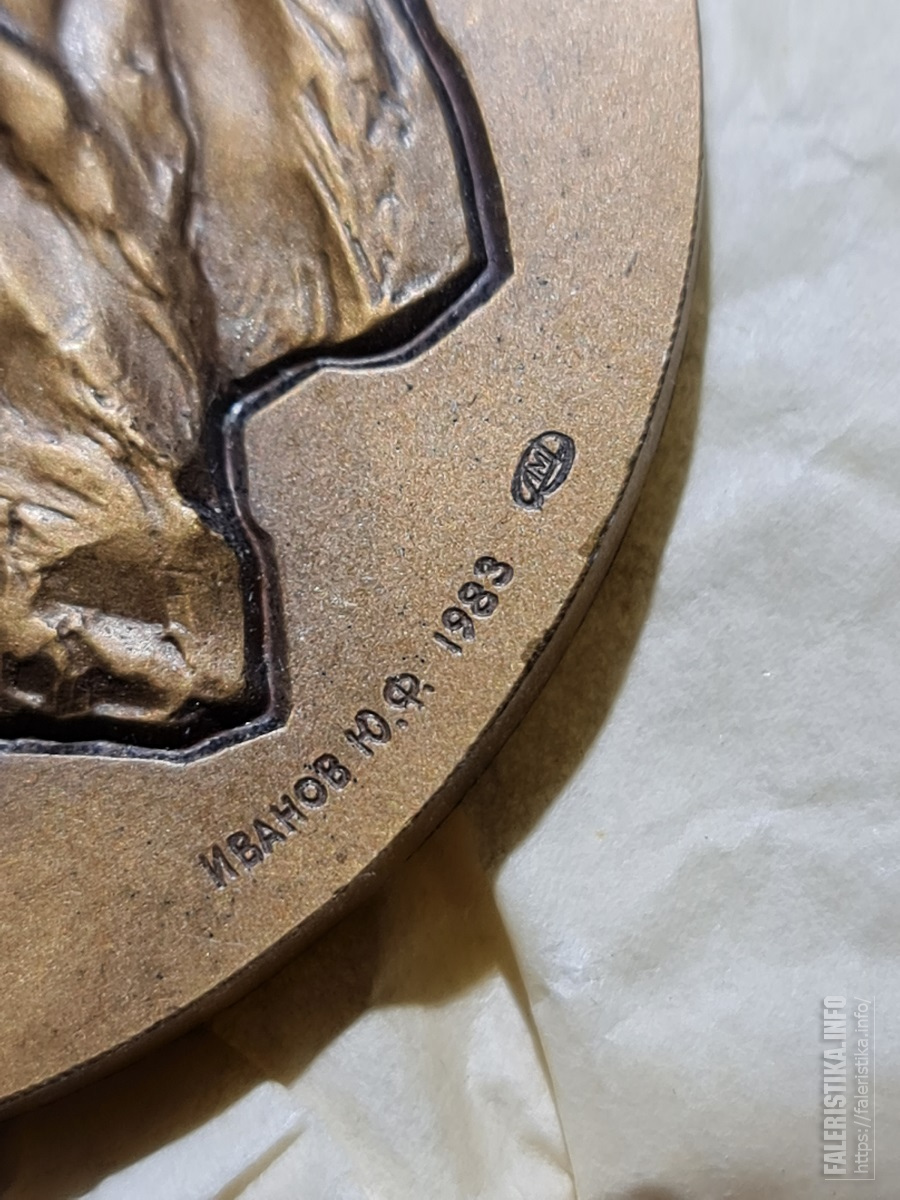 ЛМД
ИВАНОВ Ю.Ф. 1983
FALERISTIKA.INFO
https://faleristika.info/